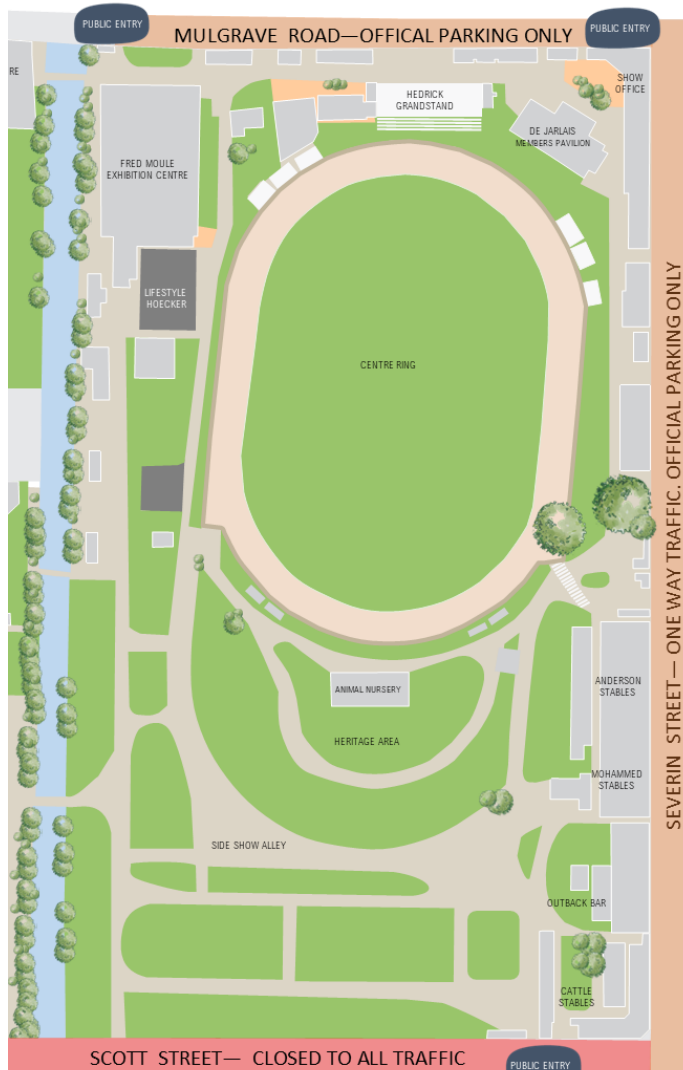 PUBLIC ENTRY
MULGRAVE ROAD—OFFICAL PARKING ONLY
PUBLIC ENTRY
RE
SHOW
OFFICE
HEDRICK
GRANDSTAND
DE JARLAIS
MEMBERS PAVILION
FRED MOULE
EXHIBITION CENTRE
LIFESTYLE
HOECKER
CENTRE RING
SEVERIN STREET— ONE WAY TRAFFIC. OFFICIAL PARKING ONLY
ANIMAL NURSERY
ANDERSON
STABLES
HERITAGE AREA
MOHAMMED
STABLES
SIDE SHOW ALLEY
OUTBACK BAR
CATTLE
STABLES
SCOTT STREET— CLOSED TO ALL TRAFFIC
PUBLIC ENTRY